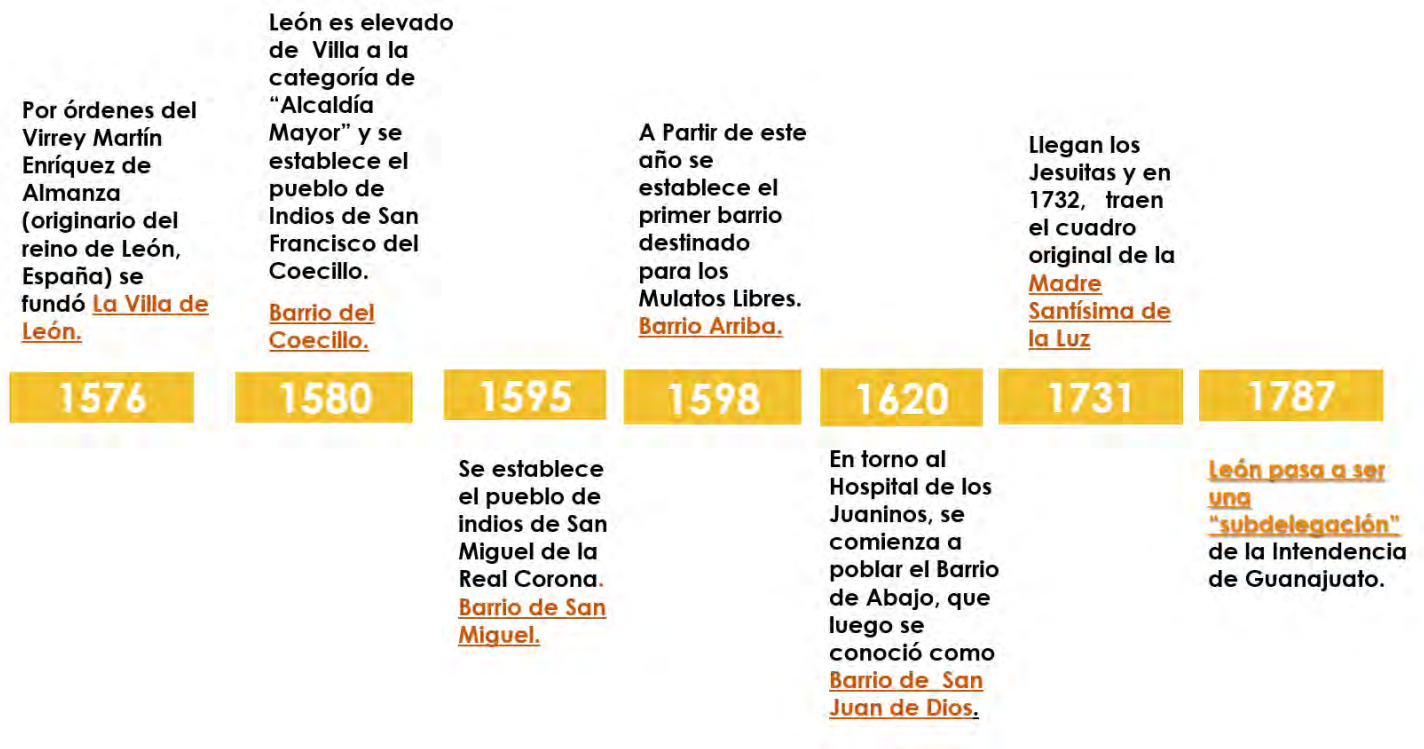 Por órdenes del
Virrey Martín
Enríquez de
Almanza
(originario del
reino de León,
España) se
fundó La Villa de
León.
1576
León es elevado
de Villa a la
categoría de
“Alcaldía
Mayor” y se
establece el
pueblo de
Indios de San
Francisco del
Coecillo.
Barrio del
Coecillo.
1580
1595
Se establece
el pueblo de
indios de San
Miguel de la
Real Corona.
Barrio de San
Miguel.
A Partir de este
año se
establece el
primer barrio
destinado
para los
Mulatos Libres.
Barrio Arriba.
1598
1620
En torno al
Hospital de los
Juaninos, se
comienza a
poblar el Barrio
de Abajo, que
luego se
conoció como
Barrio de San
Juan de Dios.
Llegan los
Jesuitas y en
1732, traen
el cuadro
original de la
Madre
Santísima de
la Luz
1731
1787
León pasa a ser
una
“subdelegación”
de la Intendencia
de Guanajuato.